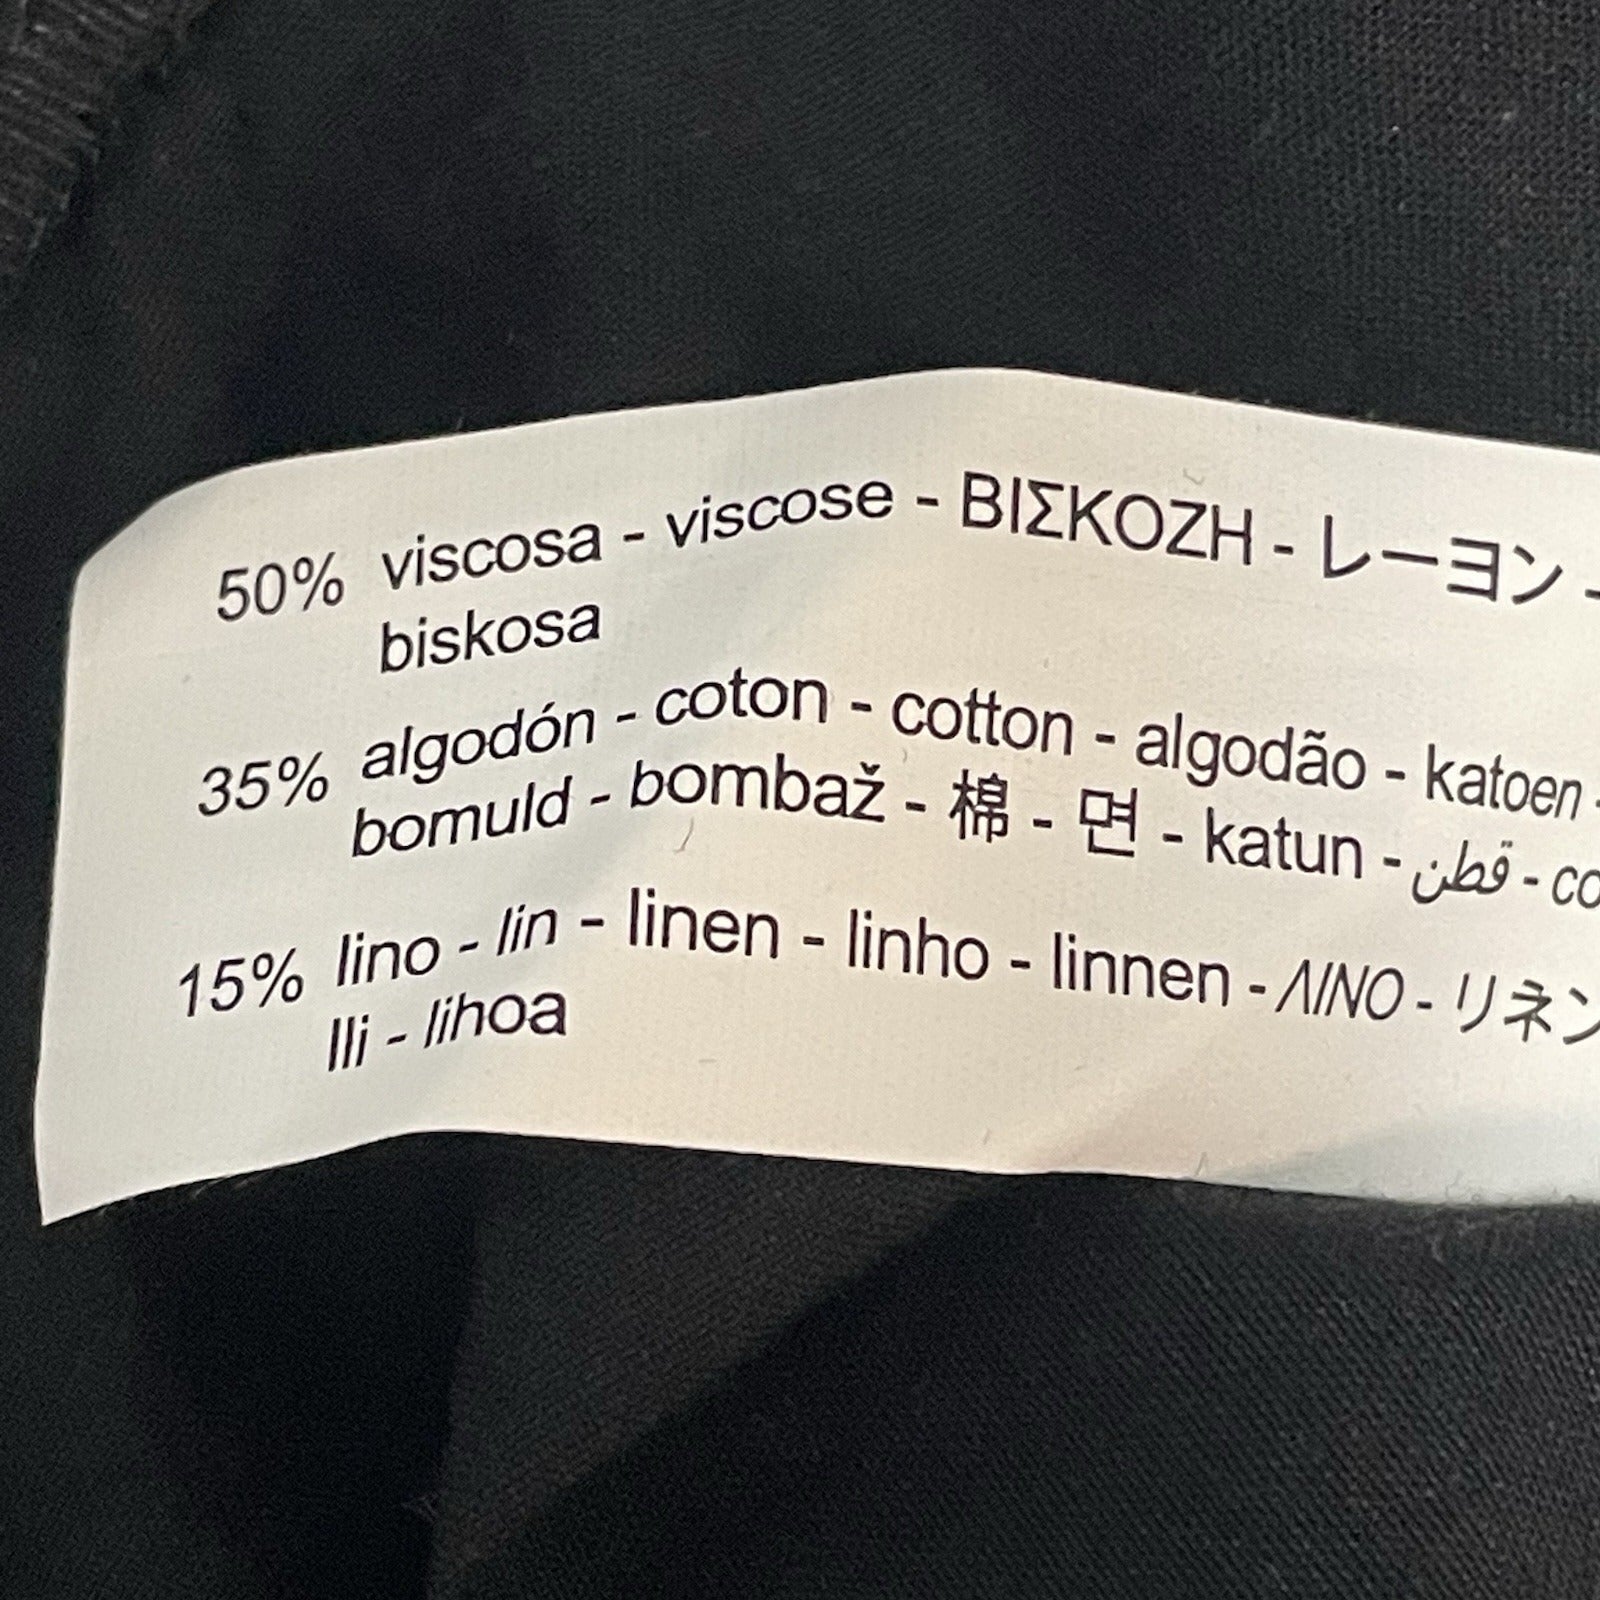 50% viscosa - viscose - ΒΙΣΚΟΖΗ - レーヨン -
biskosa
35% algodón - coton - cotton - algodão - katoen -
bomuld - bombaž - 棉 - 면 - katun - قطن - co
15% lino - lin - linen - linho - linnen - ΛΙΝΟ - リネン
lli - lihoa